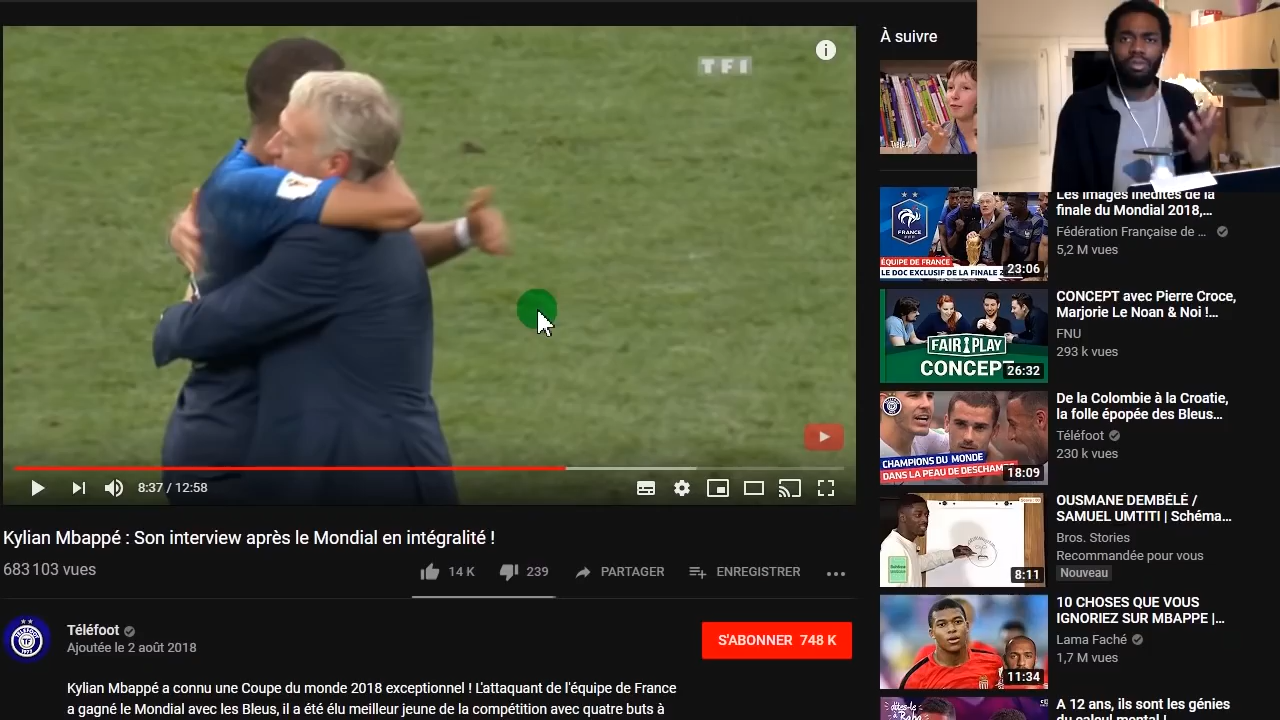 TF1
8:37 / 12:58
Kylian Mbappé : Son interview après le Mondial en intégralité !
683 103 vues
14 K
239
PARTAGER
ENREGISTRER
Téléfoot
Ajoutée le 2 août 2018
S'ABONNER 748 K
Kylian Mbappé a connu une Coupe du monde 2018 exceptionnel ! L'attaquant de l'équipe de France
a gagné le Mondial avec les Bleus, il a été élu meilleur jeune de la compétition avec quatre buts à
À suivre
FRANCE
ÉQUIPE DE FRANCE
LE DOC EXCLUSIF DE LA FINALE 2
23:06
Les images inédites de la
finale du Mondial 2018,...
Fédération Française de ...
5,2 M vues
FAIR PLAY
CONCEPT
26:32
CONCEPT avec Pierre Croce,
Marjorie Le Noan & Noi !...
FNU
293 k vues
CHAMPIONS DU MONDE
DANS LA PEAU DE DESCHAM
18:09
De la Colombie à la Croatie,
la folle épopée des Bleus...
Téléfoot
230 k vues
8:11
OUSMANE DEMBÉLÉ /
SAMUEL UMTITI | Schéma...
Bros. Stories
Recommandée pour vous
Nouveau
11:34
10 CHOSES QUE VOUS
IGNORIEZ SUR MBAPPE |...
Lama Faché
1,7 M vues
A 12 ans, ils sont les génies
du calcul mental !